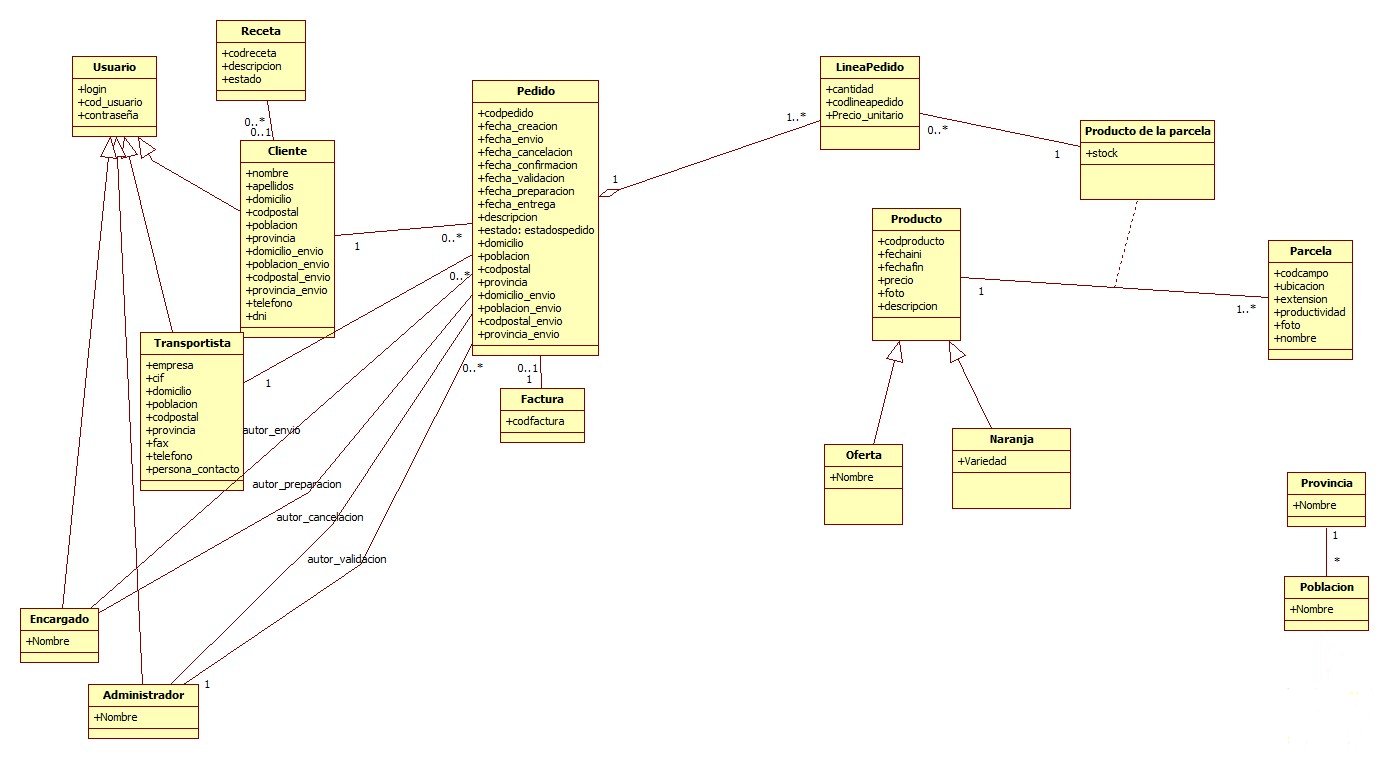 Receta
+codreceta
+descripcion
+estado
Usuario
+login
+cod_usuario
+contraseña
0..*
0..1
Cliente
+nombre
+apellidos
+domicilio
+codpostal
+poblacion
+provincia
+domicilio_envio
+poblacion_envio
+codpostal_envio
+provincia_envio
+telefono
+dni
1
0..*
Pedido
+codpedido
+fecha_creacion
+fecha_envio
+fecha_cancelacion
+fecha_confirmacion
+fecha_validacion
+fecha_preparacion
+fecha_entrega
+descripcion
+estado: estadospedido
+domicilio
+poblacion
+codpostal
+provincia
+domicilio_envio
+poblacion_envio
+codpostal_envio
+provincia_envio
1
1..*
LineaPedido
+cantidad
+codlineapedido
+Precio_unitario
0..*
1
Producto de la parcela
+stock
Producto
+codproducto
+fechaini
+fechafin
+precio
+foto
+descripcion
1
1..*
Parcela
+codcampo
+ubicacion
+extension
+productividad
+foto
+nombre
Transportista
+empresa
+cif
+domicilio
+poblacion
+codpostal
+provincia
+fax
+telefono
+persona_contacto
1
0..*
0..*
0..1
1
Factura
+codfactura
autor_envio
autor_preparacion
autor_cancelacion
autor_validacion
Oferta
+Nombre
Naranja
+Variedad
Provincia
+Nombre
1
*
Poblacion
+Nombre
Encargado
+Nombre
Administrador
+Nombre
1